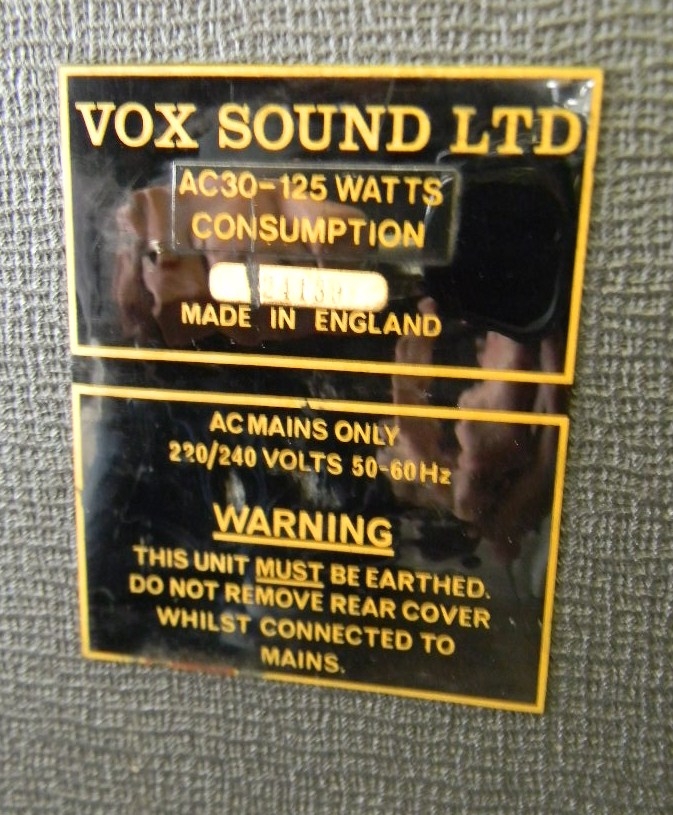 VOX SOUND LTD
AC30-125 WATTS
CONSUMPTION
MADE IN ENGLAND
AC MAINS ONLY
220/240 VOLTS 50-60Hz
WARNING
THIS UNIT MUST BE EARTHED.
DO NOT REMOVE REAR COVER
WHILST CONNECTED TO
MAINS.